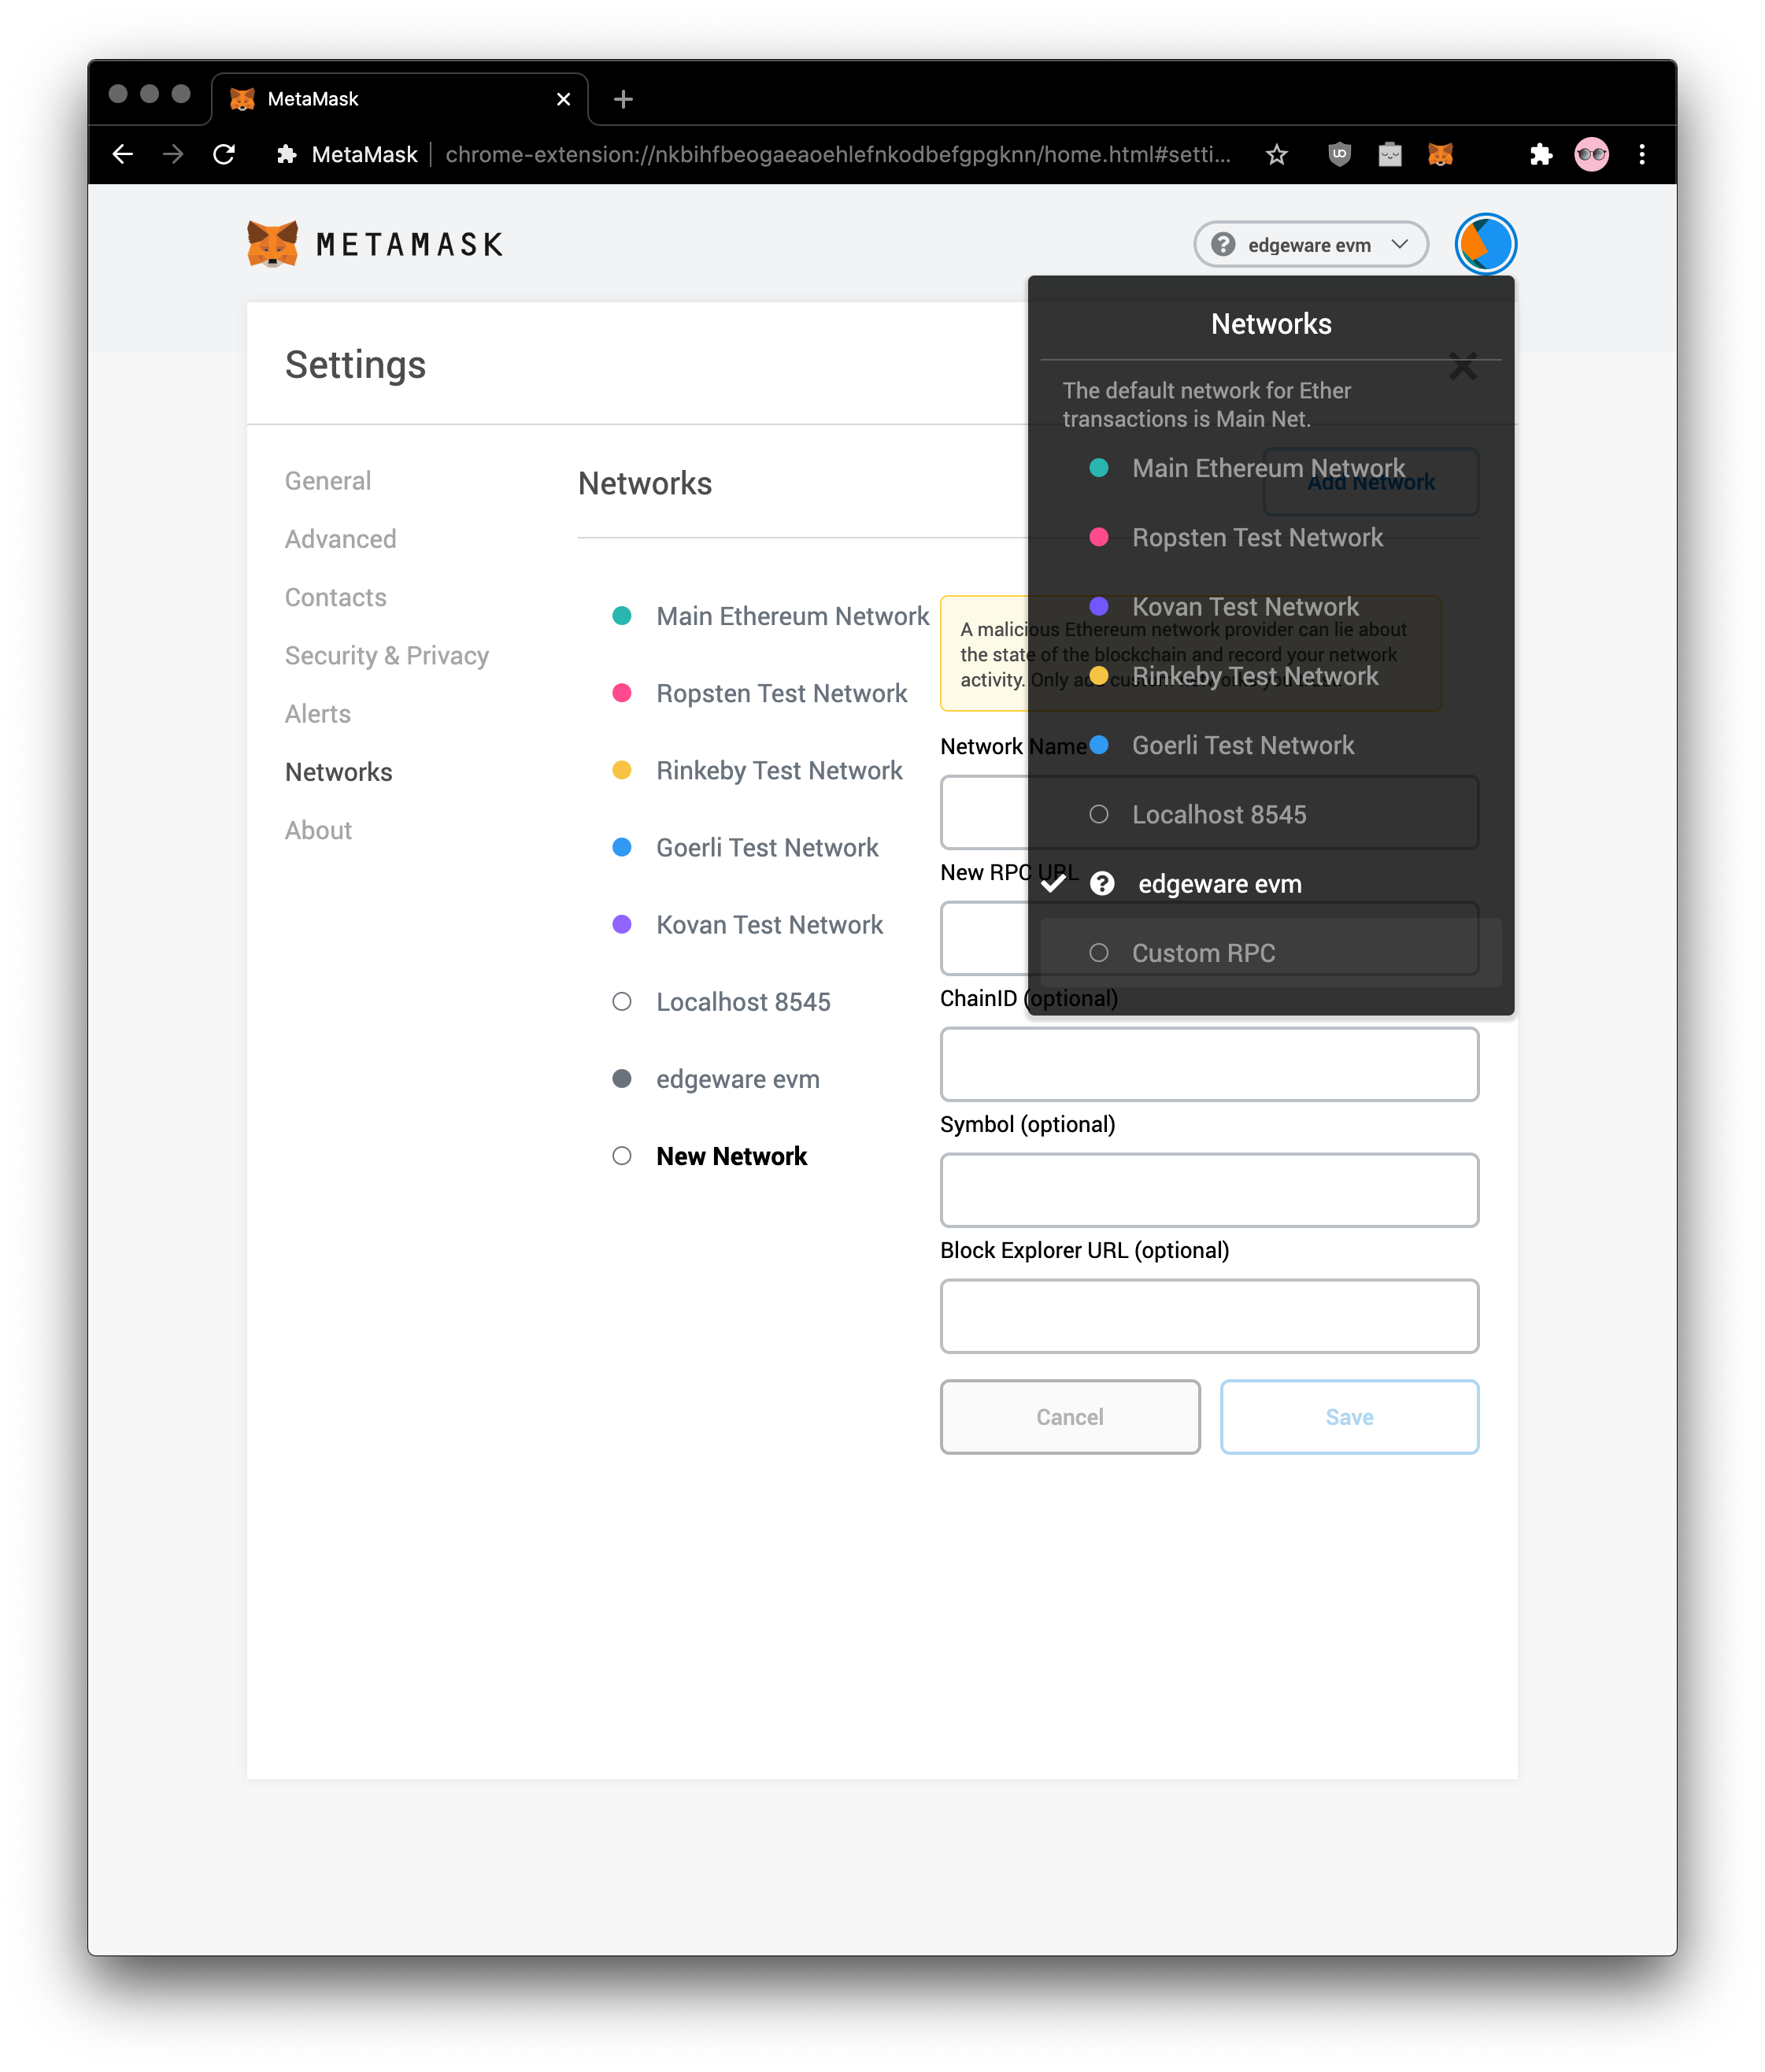 MetaMask
MetaMask
chrome-extension://nkbihfbeogaeaoehlefnkodbefgpgknn/home.html#setti...
METAMASK
edgeware evm
Settings
General
Advanced
Contacts
Security & Privacy
Alerts
Networks
About
Networks
Add Network
Main Ethereum Network
Ropsten Test Network
Rinkeby Test Network
Goerli Test Network
Kovan Test Network
Localhost 8545
edgeware evm
New Network
A malicious Ethereum network provider can lie about
the state of the blockchain and record your network
activity. Only add custom
Network Name
New RPC URL
ChainID (optional)
Symbol (optional)
Block Explorer URL (optional)
Cancel
Save
Networks
The default network for Ether
transactions is Main Net.
Main Ethereum Network
Ropsten Test Network
Kovan Test Network
Rinkeby Test Network
Goerli Test Network
Localhost 8545
edgeware evm
Custom RPC